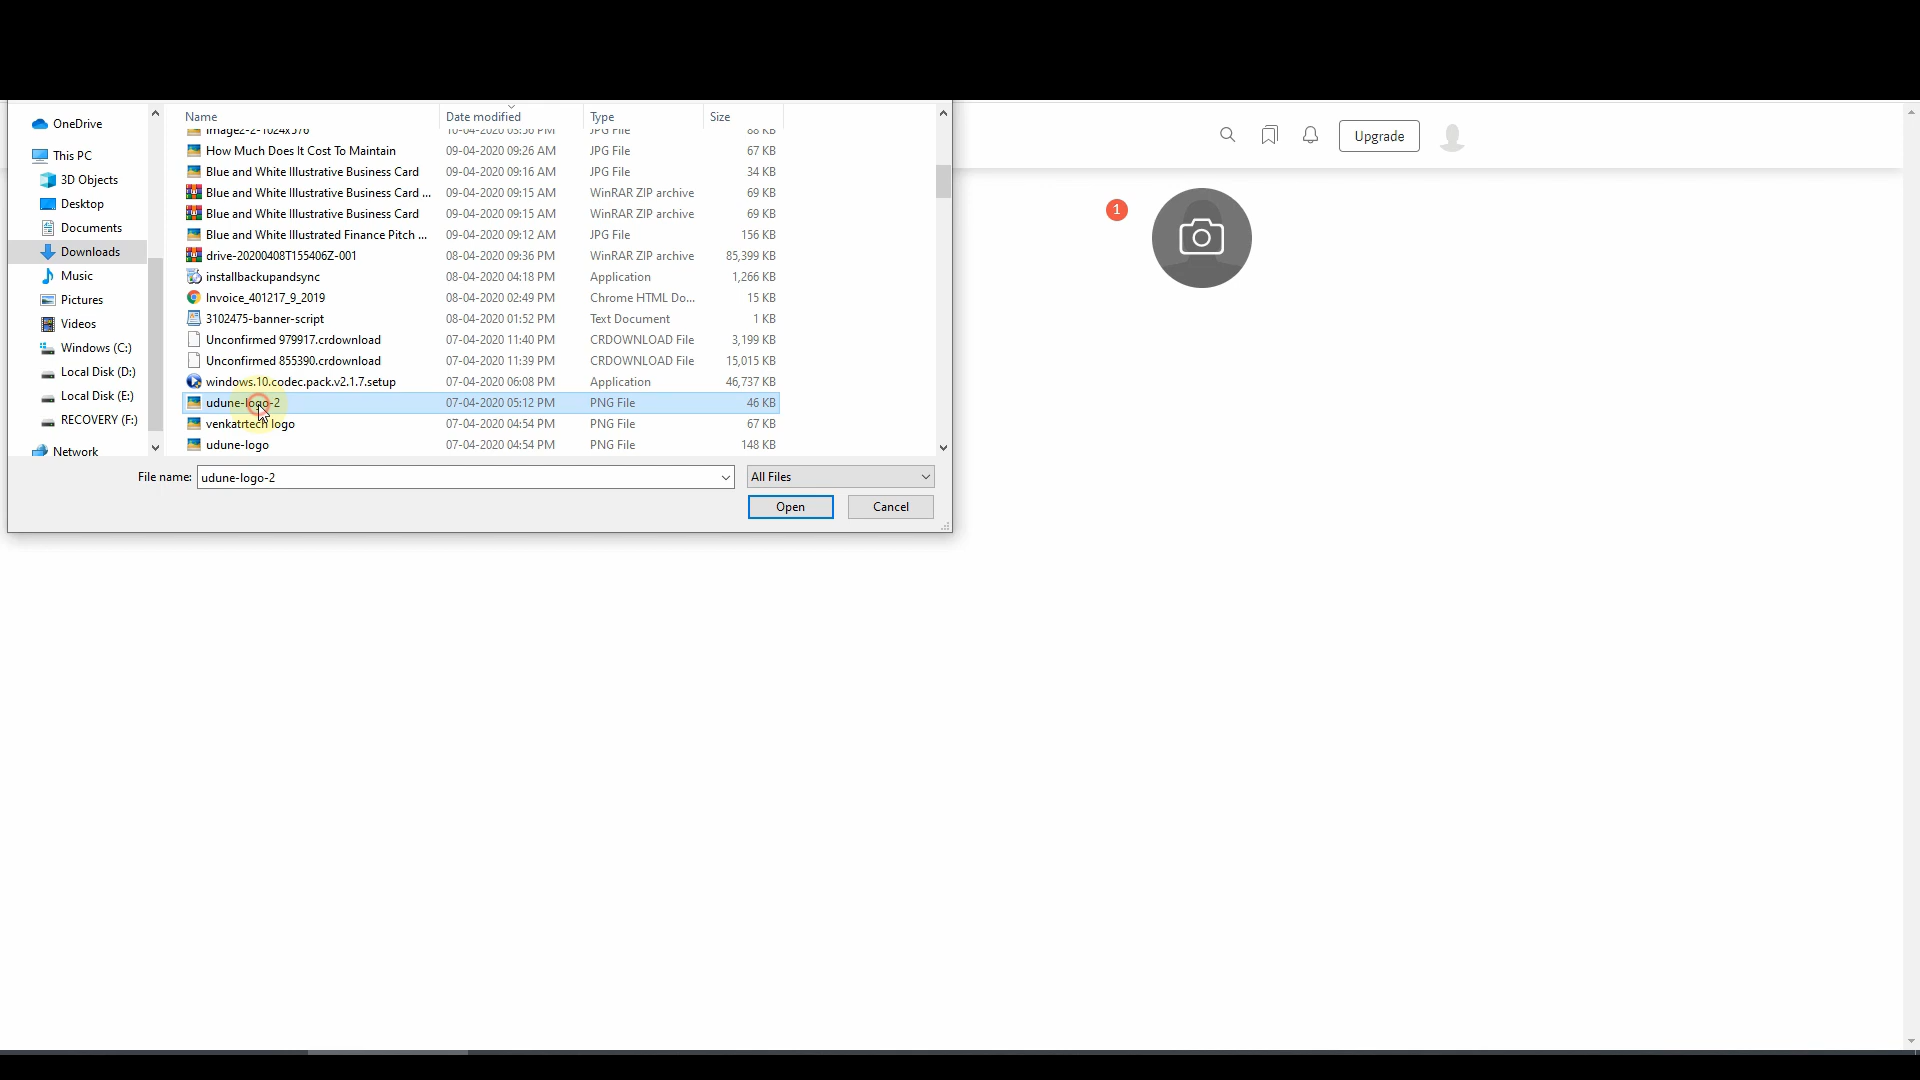 OneDrive
This PC
3D Objects
Desktop
Documents
Downloads
Music
Pictures
Videos
Windows (C:)
Local Disk (D:)
Local Disk (E:)
RECOVERY (F:)
Network
Name Date modified Type Size
image2-2-1024x576 10-04-2020 03:56 PM JPG File 88 KB
How Much Does It Cost To Maintain 09-04-2020 09:26 AM JPG File 67 KB
Blue and White Illustrative Business Card 09-04-2020 09:16 AM JPG File 34 KB
Blue and White Illustrative Business Card ... 09-04-2020 09:15 AM WinRAR ZIP archive 69 KB
Blue and White Illustrative Business Card 09-04-2020 09:15 AM WinRAR ZIP archive 69 KB
Blue and White Illustrated Finance Pitch ... 09-04-2020 09:12 AM JPG File 156 KB
drive-20200408T155406Z-001 08-04-2020 09:36 PM WinRAR ZIP archive 85,399 KB
installbackupandsync 08-04-2020 04:18 PM Application 1,266 KB
Invoice_401217_9_2019 08-04-2020 02:49 PM Chrome HTML Do... 15 KB
3102475-banner-script 08-04-2020 01:52 PM Text Document 1 KB
Unconfirmed 979917.crdownload 07-04-2020 11:40 PM CRDOWNLOAD File 3,199 KB
Unconfirmed 855390.crdownload 07-04-2020 11:39 PM CRDOWNLOAD File 15,015 KB
windows.10.codec.pack.v2.1.7.setup 07-04-2020 06:08 PM Application 46,737 KB
udune-logo-2 07-04-2020 05:12 PM PNG File 46 KB
venkatrtech logo 07-04-2020 04:54 PM PNG File 67 KB
udune-logo 07-04-2020 04:54 PM PNG File 148 KB
File name: udune-logo-2 All Files
Open Cancel
Upgrade
1